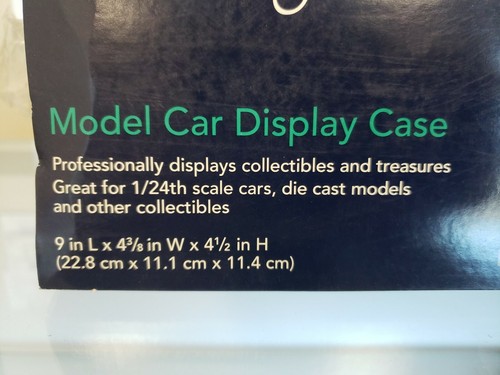 Model Car Display Case
Professionally displays collectibles and treasures
Great for 1/24th scale cars, die cast models
and other collectibles
9 in L x 4⅜ in W x 4½ in H
(22.8 cm x 11.1 cm x 11.4 cm)